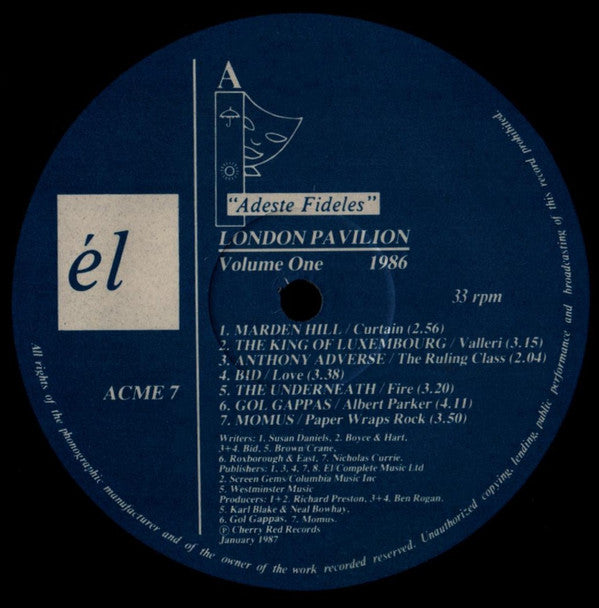 A
"Adeste Fideles"
LONDON PAVILION
Volume One 1986
él
33 rpm
ACME 7
1. MARDEN HILL / Curtain (2.56)
2. THE KING OF LUXEMBOURG / Valleri (3.15)
3. ANTHONY ADVERSE / The Ruling Class (2.04)
4. BID / Love (3.38)
5. THE UNDERNEATH / Fire (3.20)
6. GOL GAPPAS / Albert Parker (4.11)
7. MOMUS / Paper Wraps Rock (3.50)
Writers: 1. Susan Daniels, 2. Boyce & Hart,
3+4. Bid, 5. Brown/Crane,
6. Roxborough & East, 7. Nicholas Currie.
Publishers: 1, 3, 4, 7, 8. El/Complete Music Ltd
2. Screen Gems/Columbia Music Inc
5. Westminster Music
Producers: 1+2. Richard Preston, 3+4. Ben Rogan,
5. Karl Blake & Neal Bowhay,
6. Gol Gappas, 7. Momus.
Ⓟ Cherry Red Records
January 1987
All rights of the phonographic manufacturer and of the owner of the work recorded reserved. Unauthorized copying, lending, public performance and broadcasting of this record prohibited.